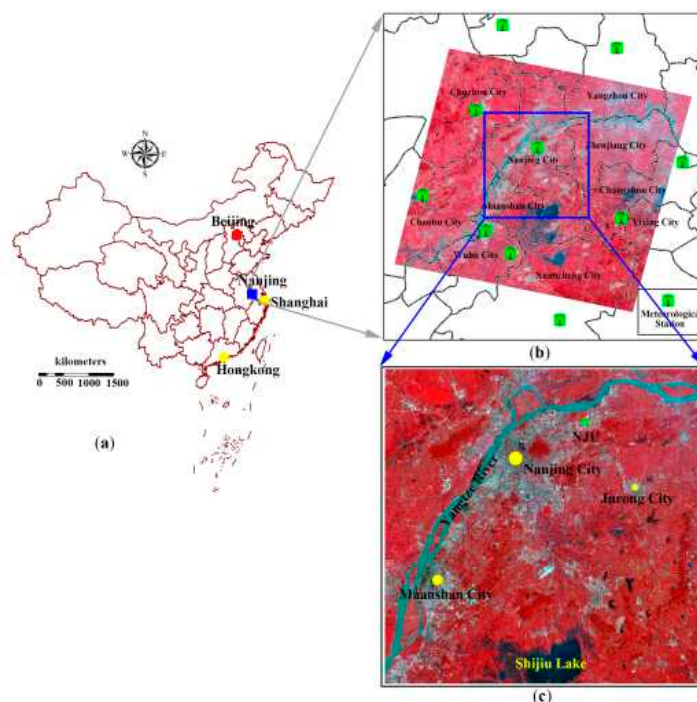 N
W
E
S
Beijing
Nanjing
Shanghai
Hongkong
kilometers
0 500 1000 1500
(a)
Chuzhou City
Yangzhou City
Zhenjiang City
Nanjing City
Changzhou City
Maanshan City
Chaohu City
Yixing City
Wuhu City
Xuancheng City
Meteorological
Station
(b)
NJU
Nanjing City
Yangtze River
Jurong City
Maanshan City
Shijiu Lake
(c)